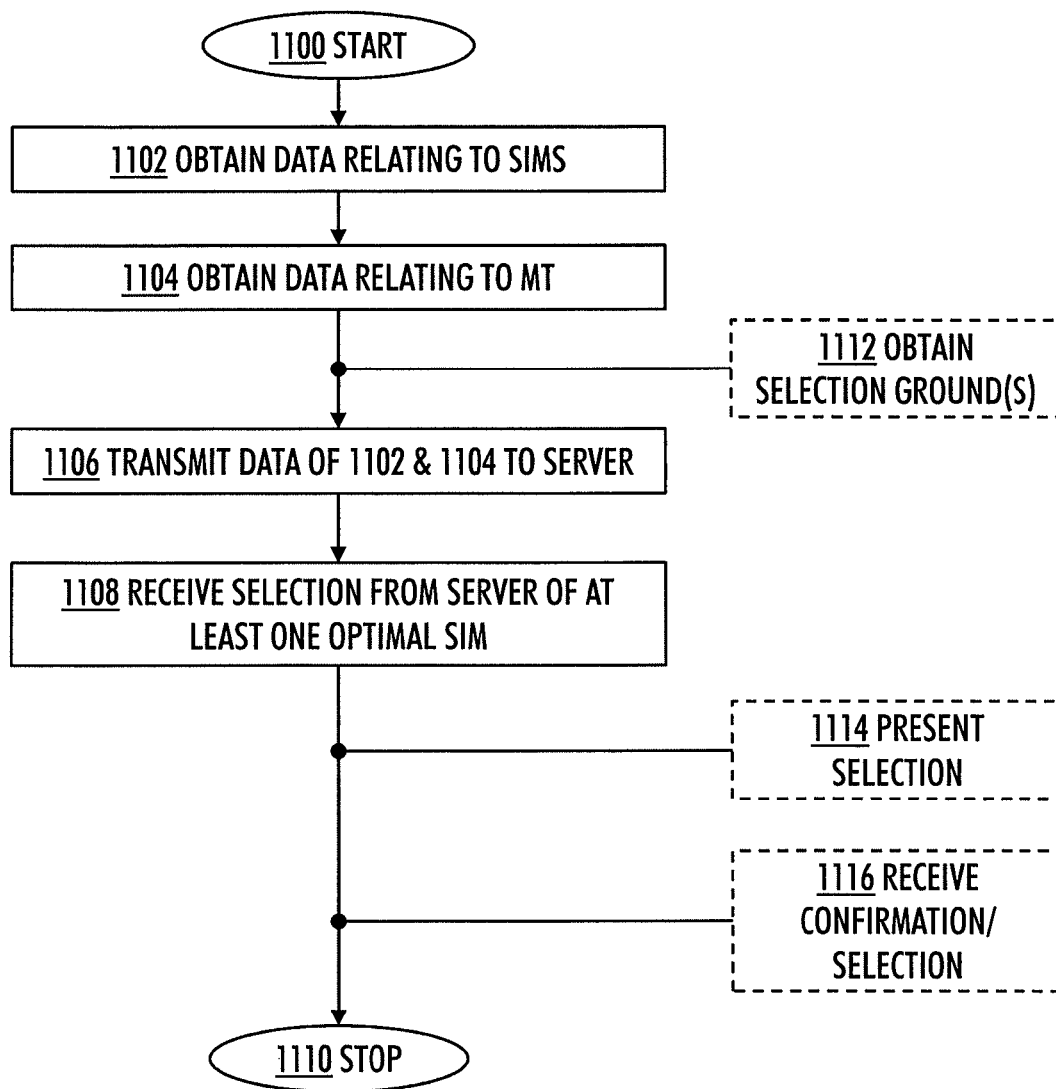 1100 START
1102 OBTAIN DATA RELATING TO SIMS
1104 OBTAIN DATA RELATING TO MT
1112 OBTAIN
SELECTION GROUND(S)
1106 TRANSMIT DATA OF 1102 & 1104 TO SERVER
1108 RECEIVE SELECTION FROM SERVER OF AT
LEAST ONE OPTIMAL SIM
1114 PRESENT
SELECTION
1116 RECEIVE
CONFIRMATION/
SELECTION
1110 STOP